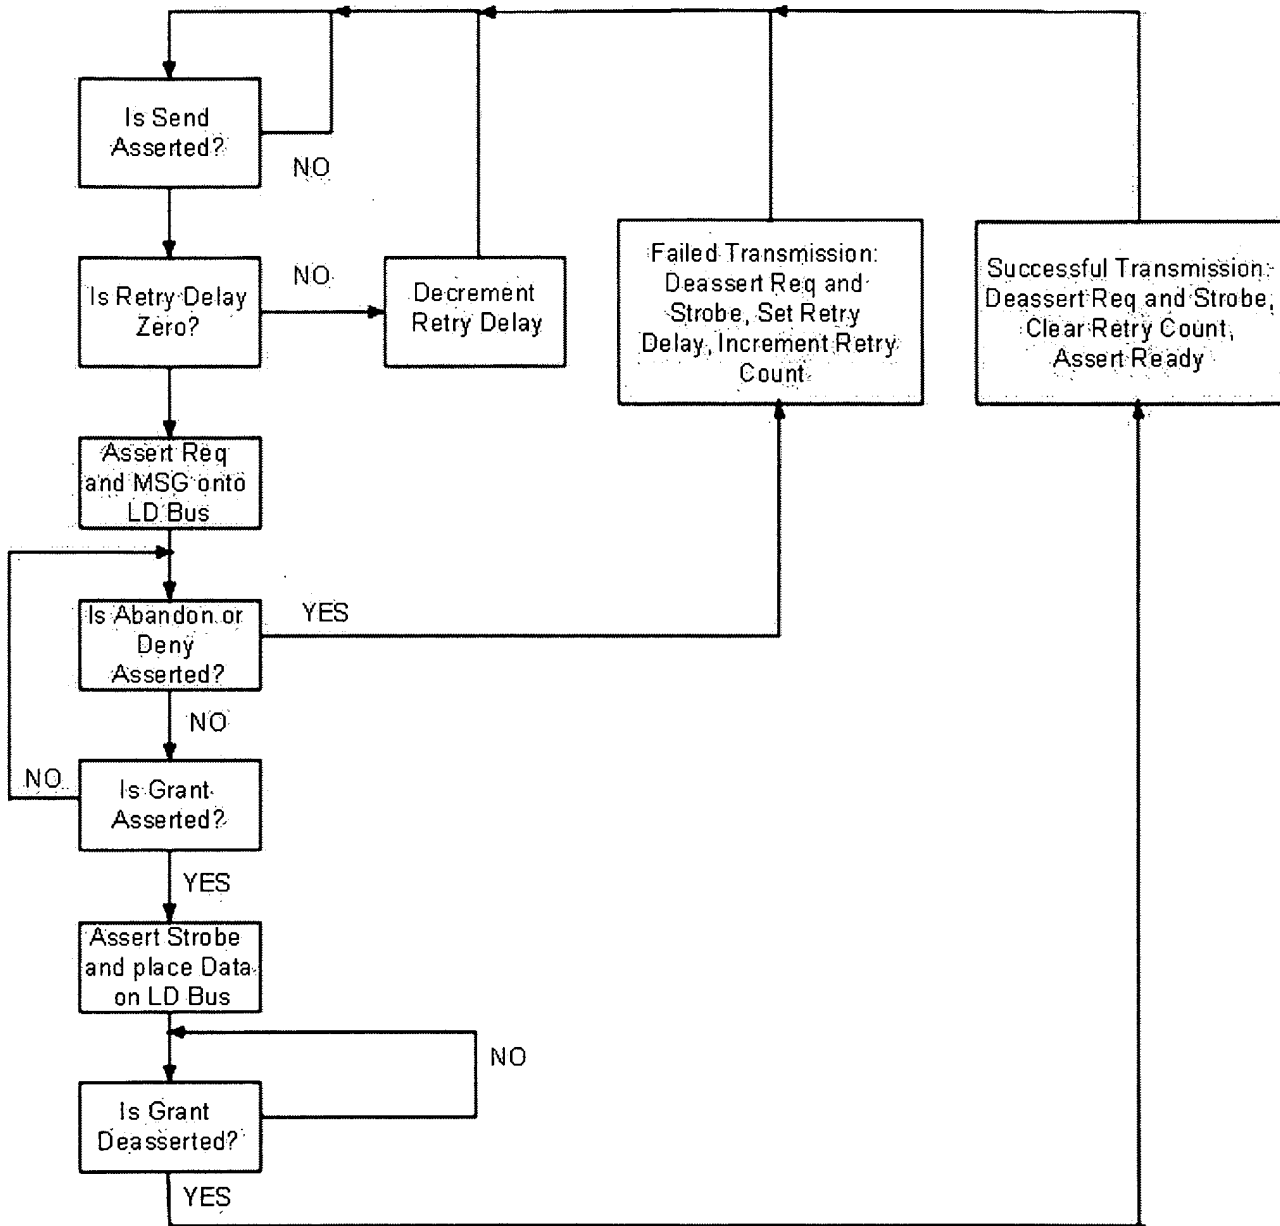 Is Send
Asserted?
NO
Is Retry Delay
Zero?
NO
Decrement
Retry Delay
Failed Transmission:
Deassert Req and
Strobe, Set Retry
Delay, Increment Retry
Count
Successful Transmission:
Deassert Req and Strobe,
Clear Retry Count,
Assert Ready
Assert Req
and MSG onto
LD Bus
Is Abandon or
Deny
Asserted?
YES
NO
Is Grant
Asserted?
NO
YES
Assert Strobe
and place Data
on LD Bus
Is Grant
Deasserted?
NO
YES